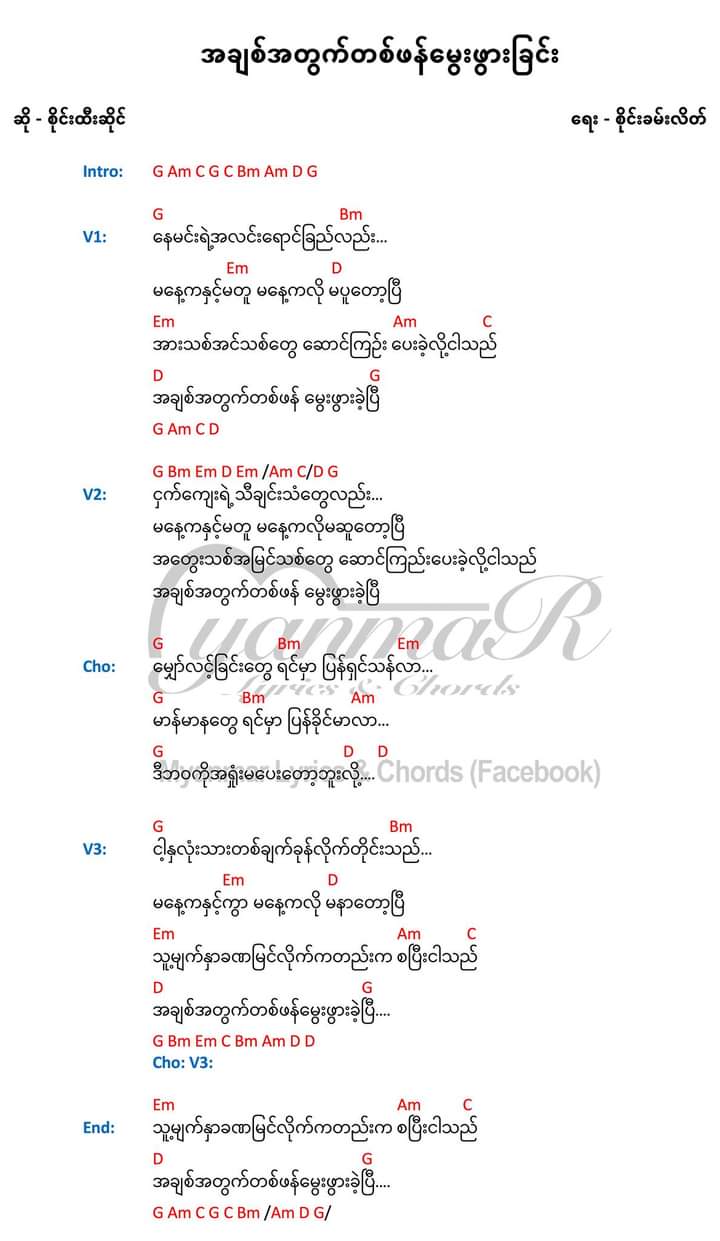 အချစ်အတွက်တစ်ဖန်မွေးဖွားခြင်း
ဆို - စိုင်းထီးဆိုင် ရေး - စိုင်းခမ်းလိတ်
Intro: G Am C G C Bm Am D G
G Bm
V1: နေမင်းရဲ့အလင်းရောင်ခြည်လည်း...
Em D
မနေ့ကနှင့်မတူ မနေ့ကလို မပူတော့ပြီ
Em Am C
အားသစ်အင်သစ်တွေ ဆောင်ကြဉ်း ပေးခဲ့လို့ငါသည်
D G
အချစ်အတွက်တစ်ဖန် မွေးဖွားခဲ့ပြီ
G Am C D
G Bm Em D Em /Am C/D G
V2: ငှက်ကျေးရဲ့ သီချင်းသံတွေလည်း...
မနေ့ကနှင့်မတူ မနေ့ကလိုမဆူတော့ပြီ
အတွေးသစ်အမြင်သစ်တွေ ဆောင်ကြည်းပေးခဲ့လို့ငါသည်
အချစ်အတွက်တစ်ဖန် မွေးဖွားခဲ့ပြီ
MyanmaR
Lyrics & Chords
G Bm Em
Cho: မျှော်လင့်ခြင်းတွေ ရင်မှာ ပြန်ရှင်သန်လာ...
G Bm Am
မာန်မာနတွေ ရင်မှာ ပြန်ခိုင်မာလာ...
G D D
ဒီဘဝကိုအရှုံးမပေးတော့ဘူးလို့....
Myanmar Lyrics & Chords (Facebook)
G Bm
V3: ငါ့နှလုံးသားတစ်ချက်ခုန်လိုက်တိုင်းသည်...
Em D
မနေ့ကနှင့်ကွာ မနေ့ကလို မနာတော့ပြီ
Em Am C
သူ့မျက်နှာခဏမြင်လိုက်ကတည်းက စပြီးငါသည်
D G
အချစ်အတွက်တစ်ဖန်မွေးဖွားခဲ့ပြီ....
G Bm Em C Bm Am D D
Cho: V3:
Em Am C
End: သူ့မျက်နှာခဏမြင်လိုက်ကတည်းက စပြီးငါသည်
D G
အချစ်အတွက်တစ်ဖန်မွေးဖွားခဲ့ပြီ....
G Am C G C Bm /Am D G/